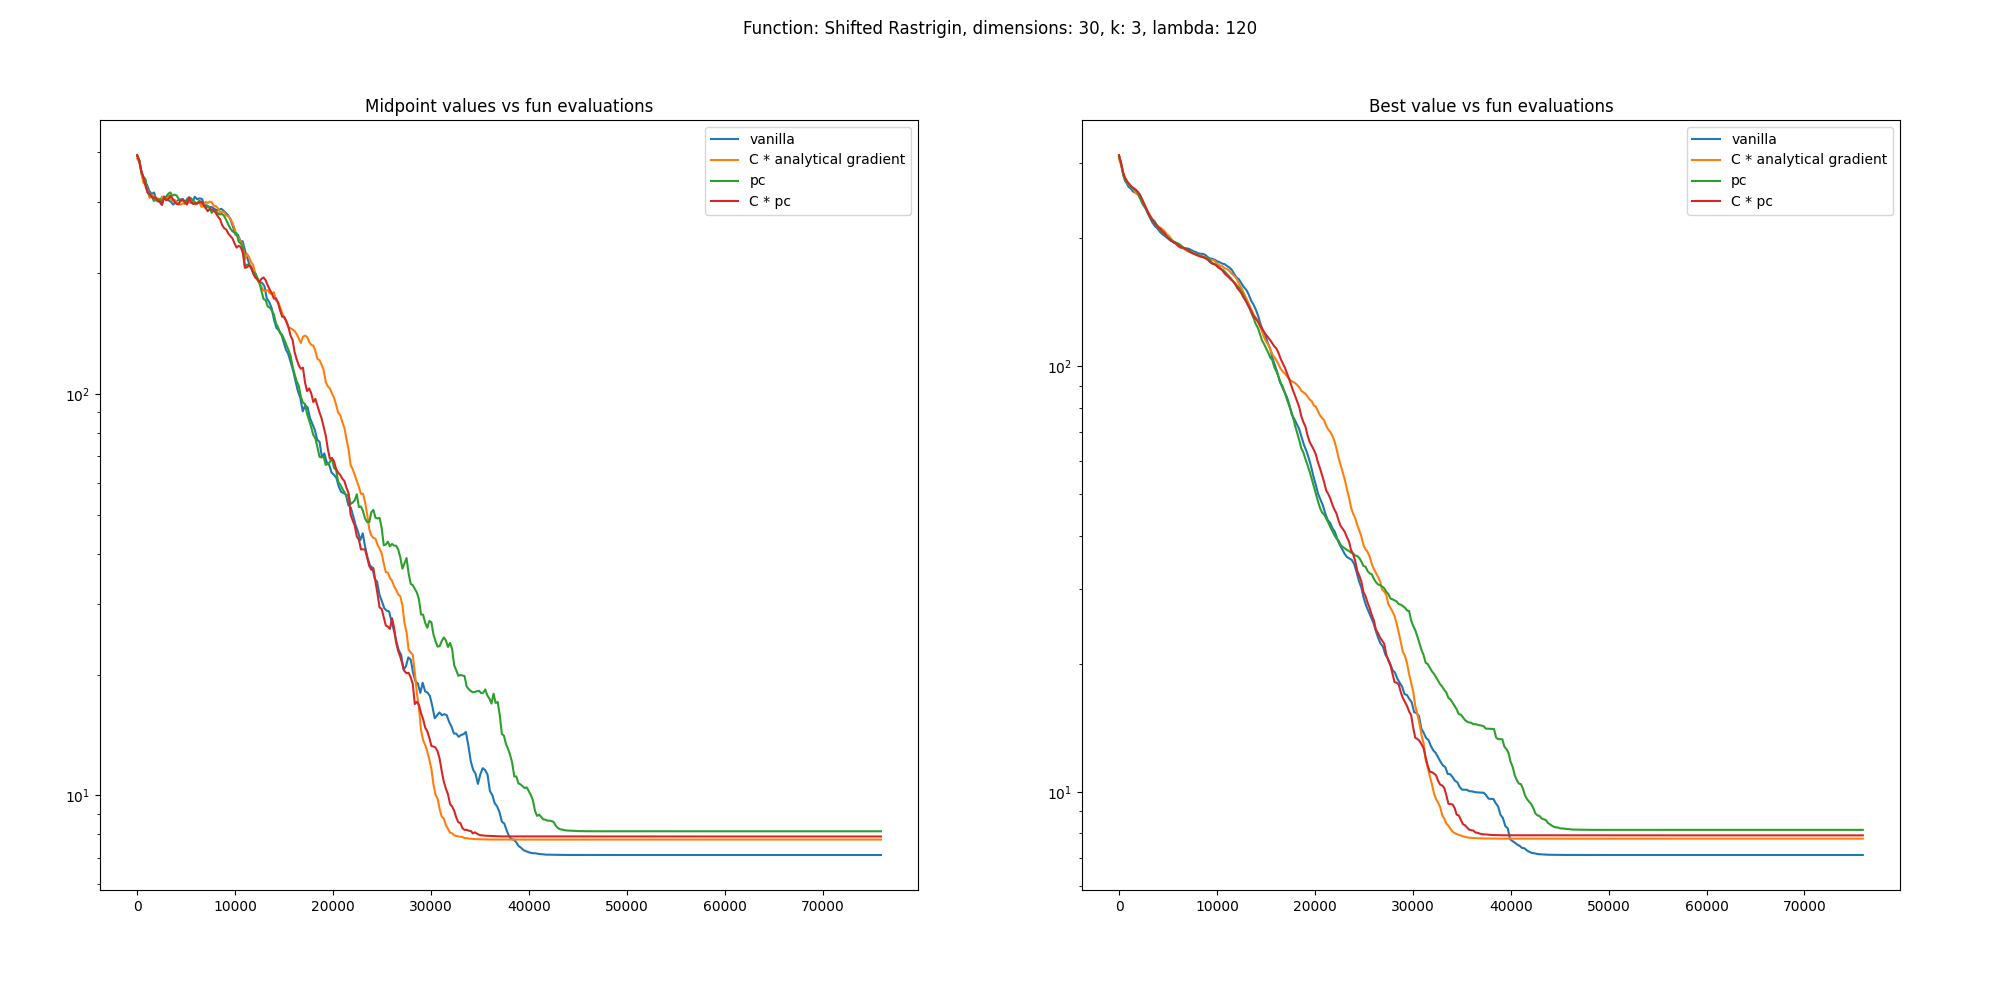 Function: Shifted Rastrigin, dimensions: 30, k: 3, lambda: 120
Midpoint values vs fun evaluations
vanilla
C * analytical gradient
pc
C * pc
10²
10¹
0 10000 20000 30000 40000 50000 60000 70000
Best value vs fun evaluations
vanilla
C * analytical gradient
pc
C * pc
10²
10¹
0 10000 20000 30000 40000 50000 60000 70000